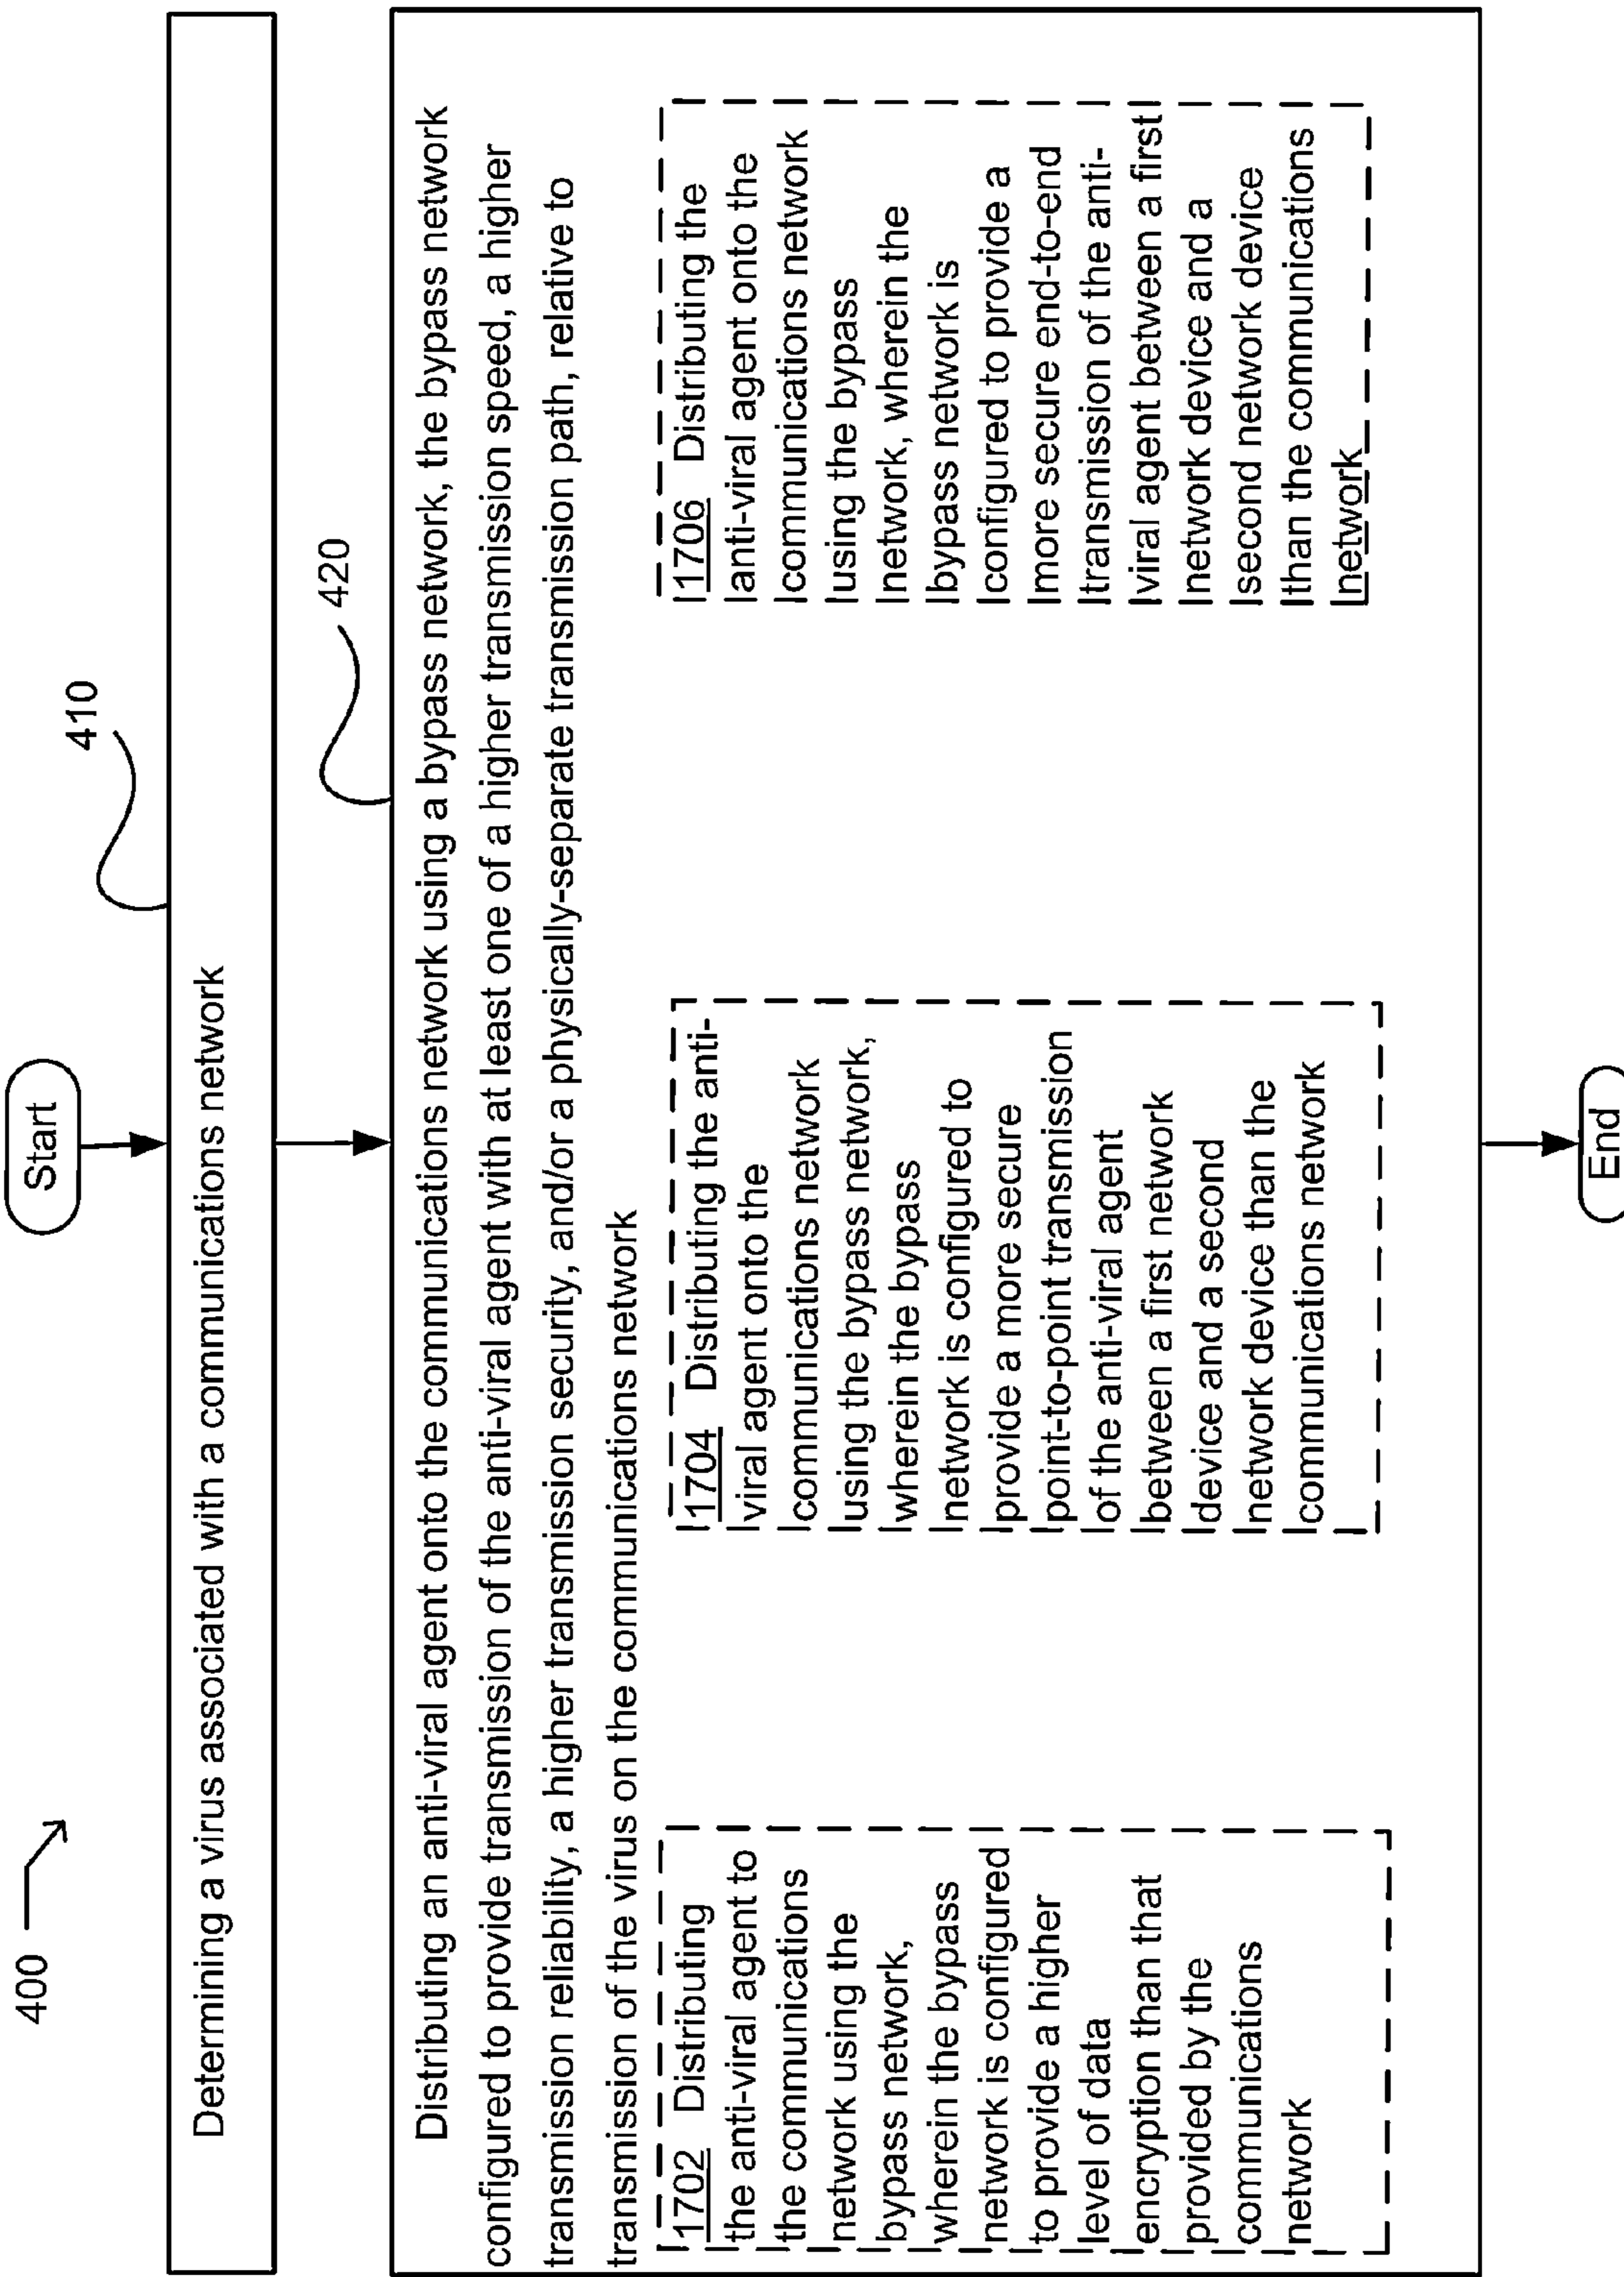 400
Start
410
Determining a virus associated with a communications network
420
Distributing an anti-viral agent onto the communications network using a bypass network, the bypass network
configured to provide transmission of the anti-viral agent with at least one of a higher transmission speed, a higher
transmission reliability, a higher transmission security, and/or a physically-separate transmission path, relative to
transmission of the virus on the communications network
1702 Distributing
the anti-viral agent to
the communications
network using the
bypass network,
wherein the bypass
network is configured
to provide a higher
level of data
encryption than that
provided by the
communications
network
1704 Distributing the anti-
viral agent onto the
communications network
using the bypass network,
wherein the bypass
network is configured to
provide a more secure
point-to-point transmission
of the anti-viral agent
between a first network
device and a second
network device than the
communications network
1706 Distributing the
anti-viral agent onto the
communications network
using the bypass
network, wherein the
bypass network is
configured to provide a
more secure end-to-end
transmission of the anti-
viral agent between a first
network device and a
second network device
than the communications
network
End